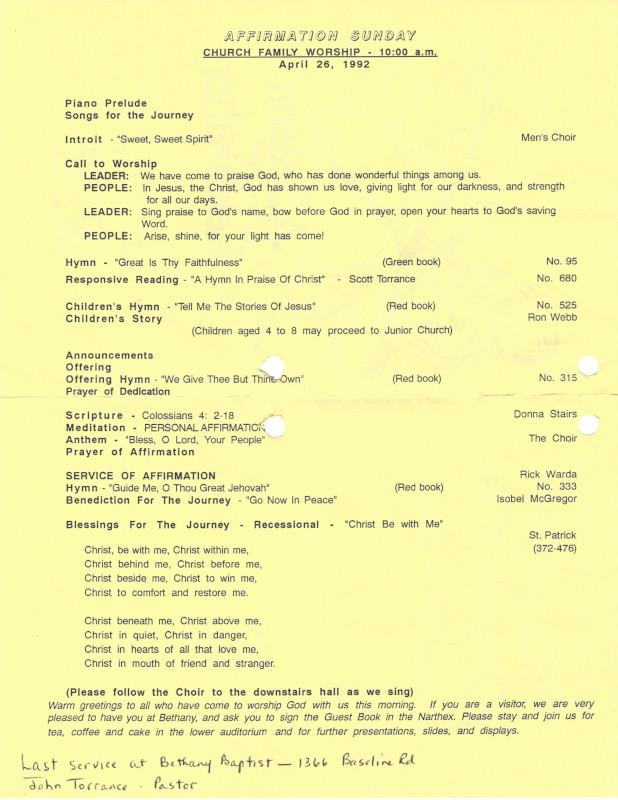 AFFIRMATION SUNDAY
CHURCH FAMILY WORSHIP - 10:00 a.m.
April 26, 1992
Piano Prelude
Songs for the Journey
Introit - "Sweet, Sweet Spirit" Men's Choir
Call to Worship
LEADER: We have come to praise God, who has done wonderful things among us.
PEOPLE: In Jesus, the Christ, God has shown us love, giving light for our darkness, and strength
for all our days.
LEADER: Sing praise to God's name, bow before God in prayer, open your hearts to God's saving
Word.
PEOPLE: Arise, shine, for your light has come!
Hymn - "Great Is Thy Faithfulness" (Green book) No. 95
Responsive Reading - "A Hymn In Praise Of Christ" - Scott Torrance No. 680
Children's Hymn - "Tell Me The Stories Of Jesus" (Red book) No. 525
Children's Story Ron Webb
(Children aged 4 to 8 may proceed to Junior Church)
Announcements
Offering
Offering Hymn - "We Give Thee But Thine Own" (Red book) No. 315
Prayer of Dedication
Scripture - Colossians 4: 2-18 Donna Stairs
Meditation - PERSONAL AFFIRMATION
Anthem - "Bless, O Lord, Your People" The Choir
Prayer of Affirmation
SERVICE OF AFFIRMATION Rick Warda
Hymn - "Guide Me, O Thou Great Jehovah" (Red book) No. 333
Benediction For The Journey - "Go Now In Peace" Isobel McGregor
Blessings For The Journey - Recessional - "Christ Be with Me"
St. Patrick
(372-476)
Christ, be with me, Christ within me,
Christ behind me, Christ before me,
Christ beside me, Christ to win me,
Christ to comfort and restore me.
Christ beneath me, Christ above me,
Christ in quiet, Christ in danger,
Christ in hearts of all that love me,
Christ in mouth of friend and stranger.
(Please follow the Choir to the downstairs hall as we sing)
Warm greetings to all who have come to worship God with us this morning. If you are a visitor, we are very
pleased to have you at Bethany, and ask you to sign the Guest Book in the Narthex. Please stay and join us for
tea, coffee and cake in the lower auditorium and for further presentations, slides, and displays.
Last service at Bethany Baptist - 1366 Baseline Rd
John Torrance - Pastor